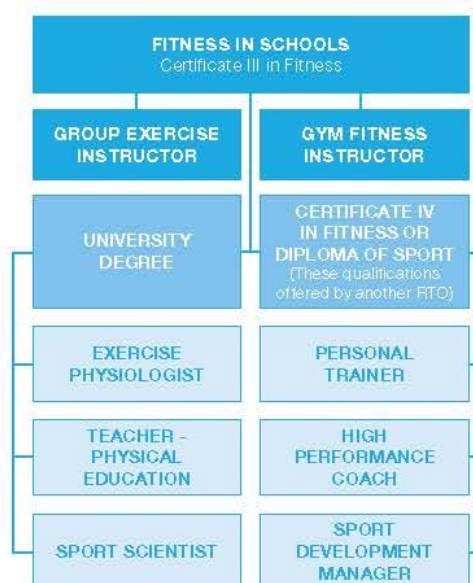 FITNESS IN SCHOOLS
Certificate III in Fitness
GROUP EXERCISE
INSTRUCTOR
GYM FITNESS
INSTRUCTOR
UNIVERSITY
DEGREE
CERTIFICATE IV
IN FITNESS OR
DIPLOMA OF SPORT
(These qualifications
offered by another RTO)
EXERCISE
PHYSIOLOGIST
PERSONAL
TRAINER
TEACHER -
PHYSICAL
EDUCATION
HIGH
PERFORMANCE
COACH
SPORT SCIENTIST
SPORT
DEVELOPMENT
MANAGER